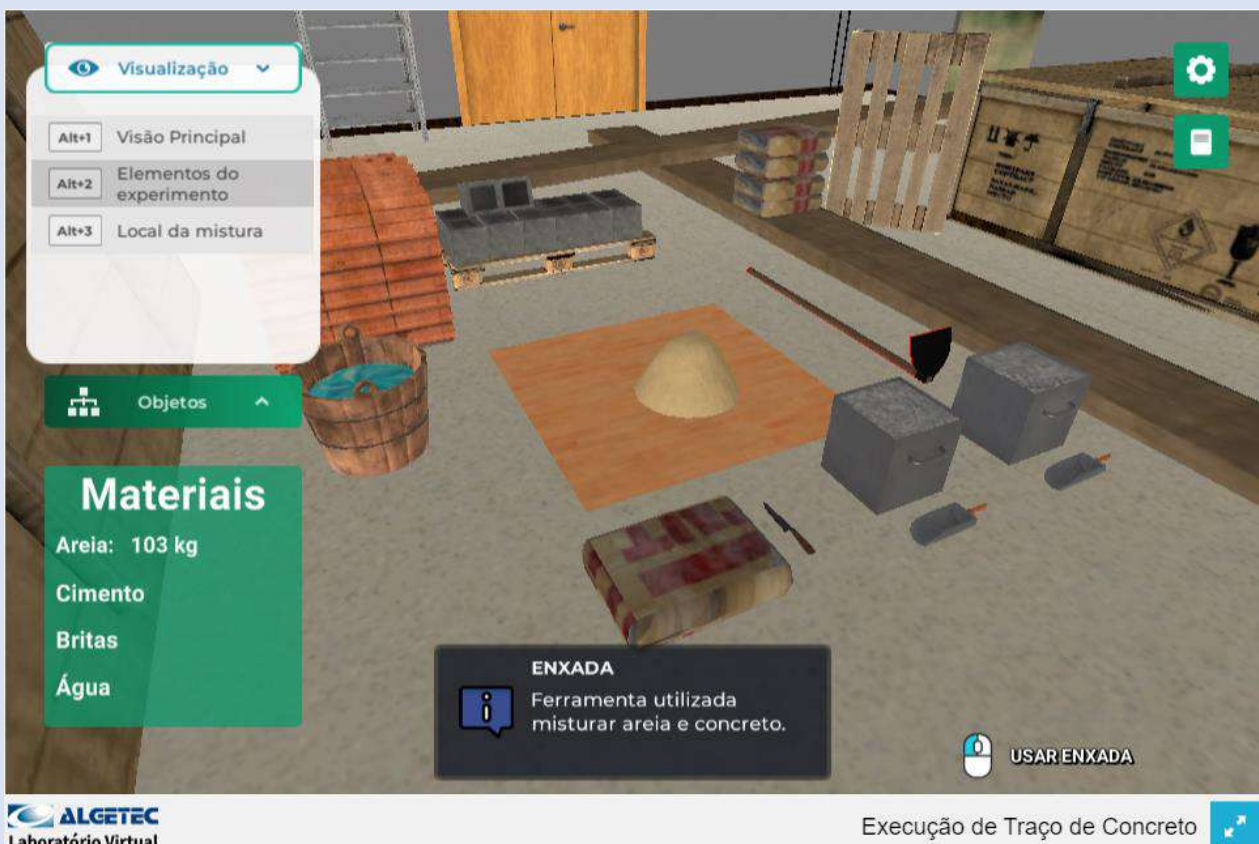 Visualização
Alt+1 Visão Principal
Alt+2 Elementos do
experimento
Alt+3 Local da mistura
Objetos
Materiais
Areia: 103 kg
Cimento
Britas
Água
ENXADA
Ferramenta utilizada
misturar areia e concreto.
USAR ENXADA
ALGETEC
Laboratório Virtual
Execução de Traço de Concreto